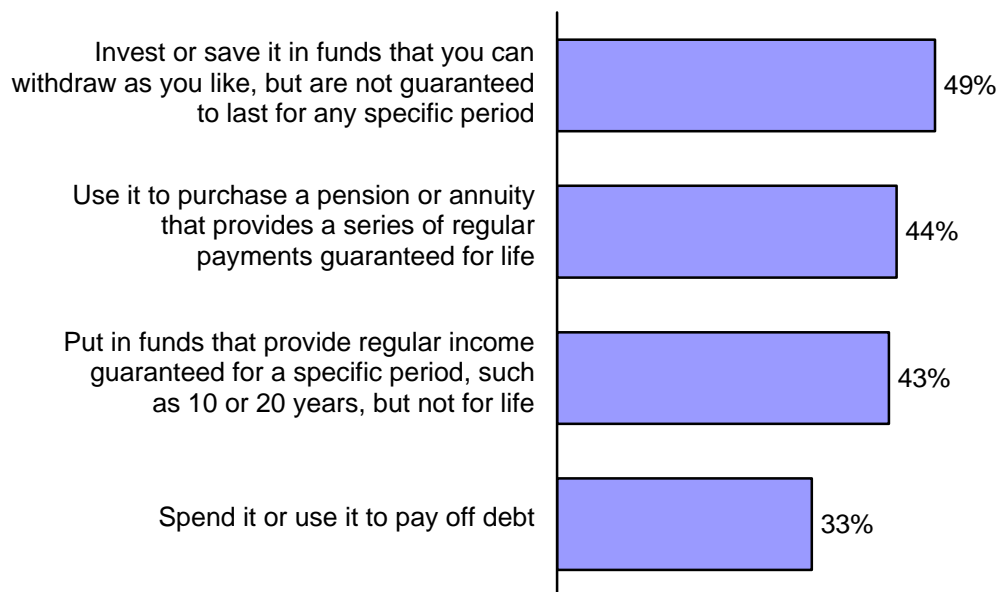 Invest or save it in funds that you can
withdraw as you like, but are not guaranteed
to last for any specific period
49%
Use it to purchase a pension or annuity
that provides a series of regular
payments guaranteed for life
44%
Put in funds that provide regular income
guaranteed for a specific period, such
as 10 or 20 years, but not for life
43%
Spend it or use it to pay off debt
33%